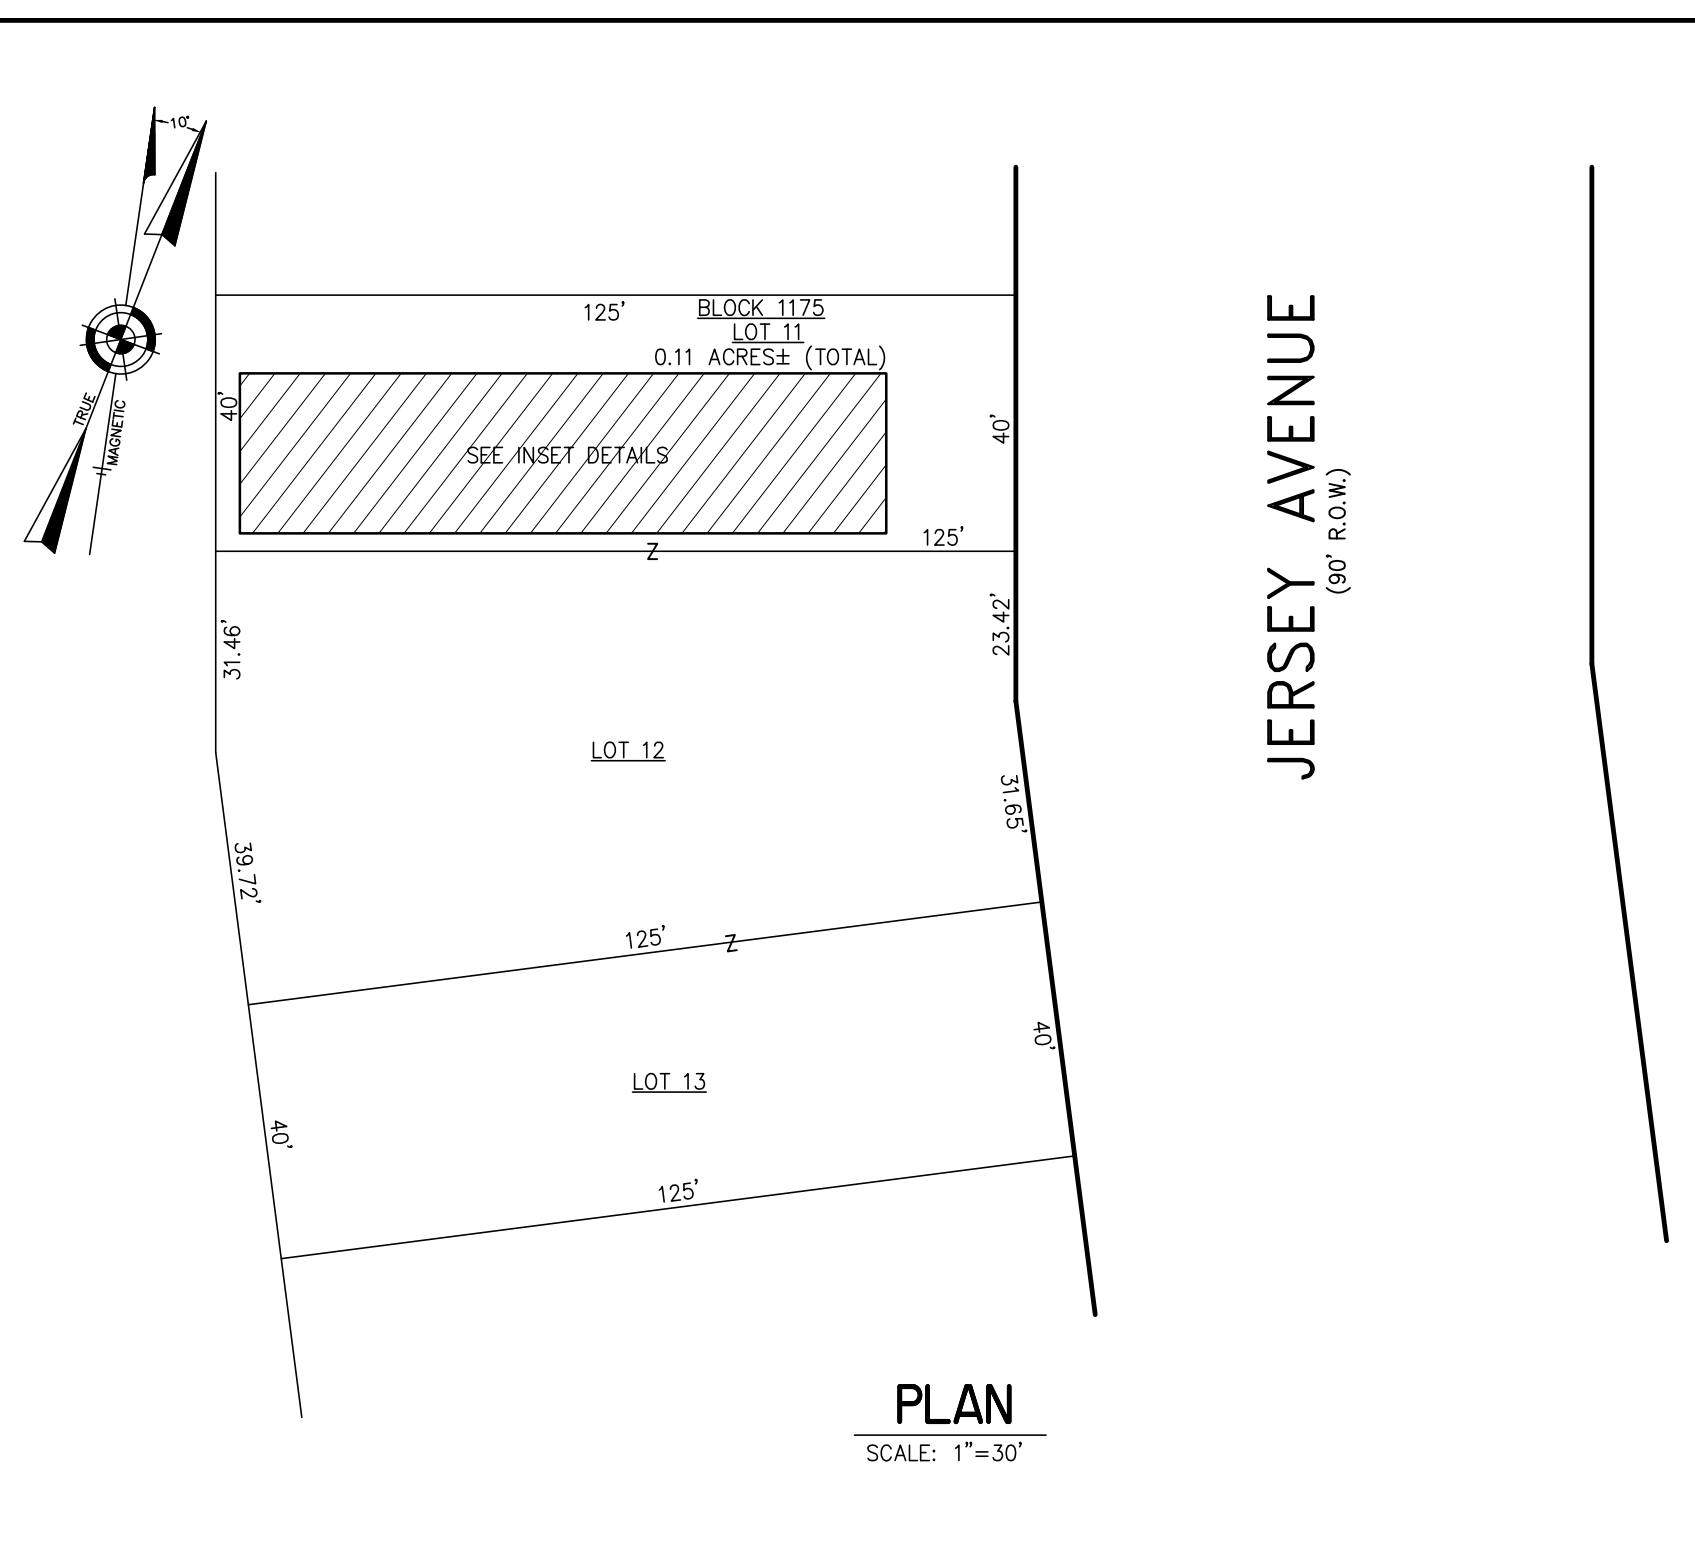 10°
TRUE
MAGNETIC
125'
BLOCK 1175
LOT 11
0.11 ACRES± (TOTAL)
40'
SEE INSET DETAILS
40'
125'
Z
31.46'
23.42'
JERSEY AVENUE
(90' R.O.W.)
LOT 12
31.65'
39.72'
125'
Z
40'
LOT 13
40'
125'
PLAN
SCALE: 1"=30'